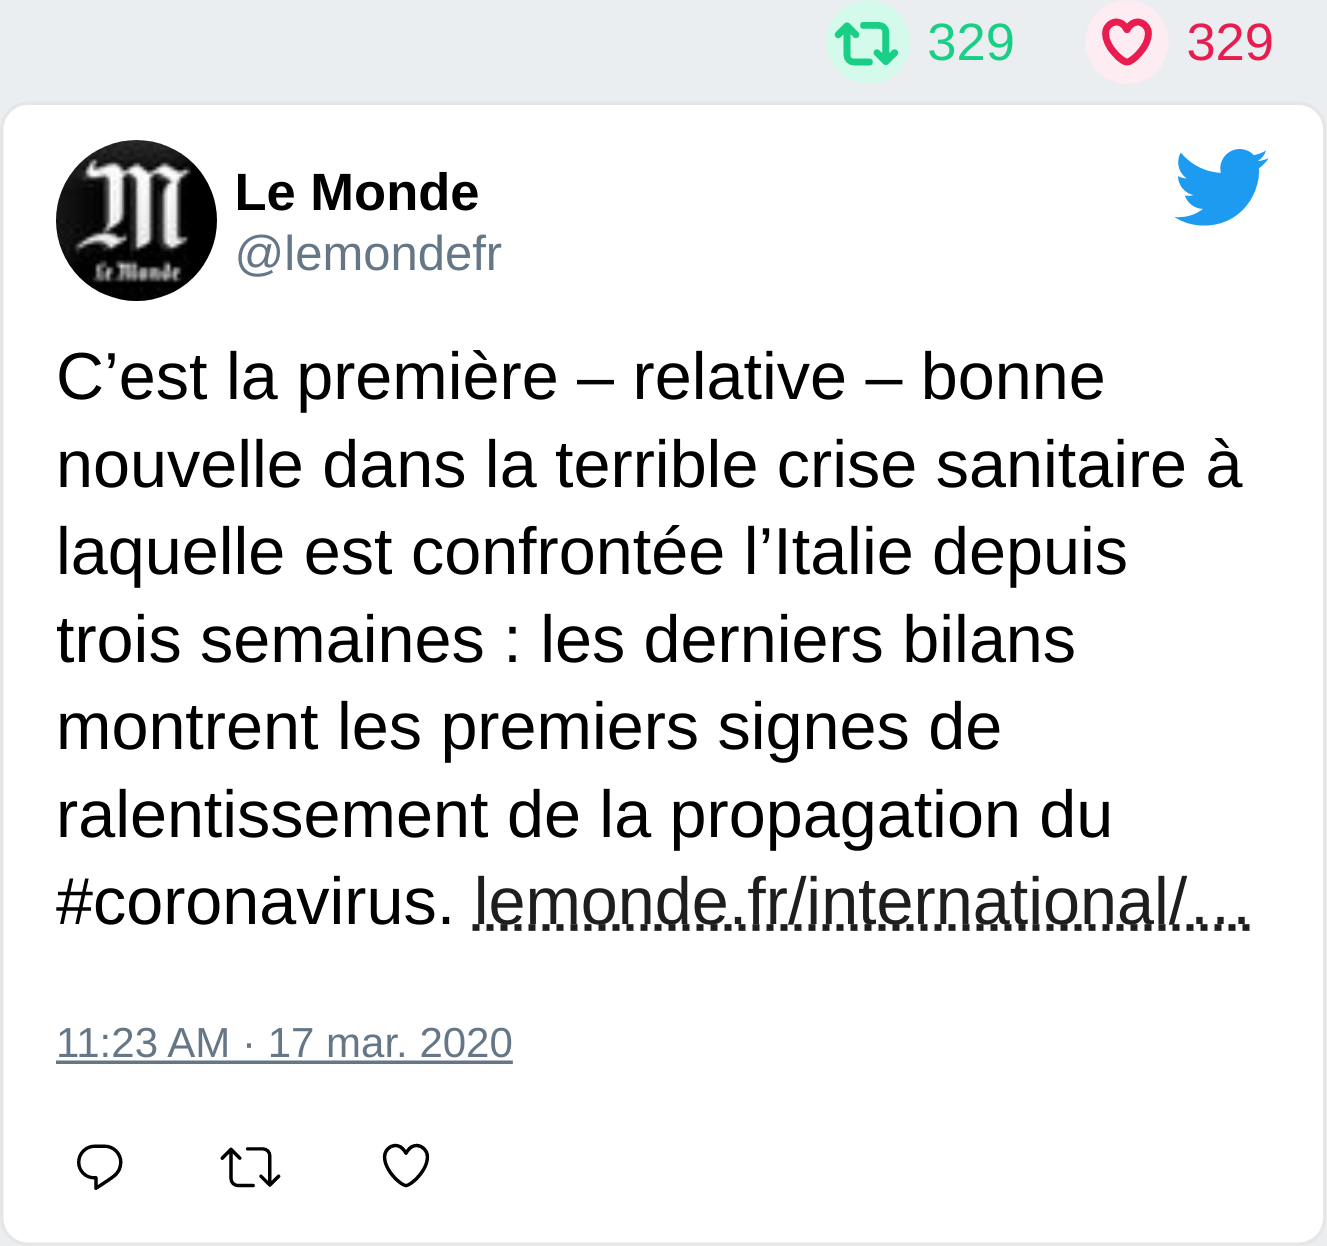 329 329
Le Monde
Le Monde
@lemondefr
C’est la première – relative – bonne
nouvelle dans la terrible crise sanitaire à
laquelle est confrontée l’Italie depuis
trois semaines : les derniers bilans
montrent les premiers signes de
ralentissement de la propagation du
#coronavirus. lemonde.fr/international/…
11:23 AM · 17 mar. 2020